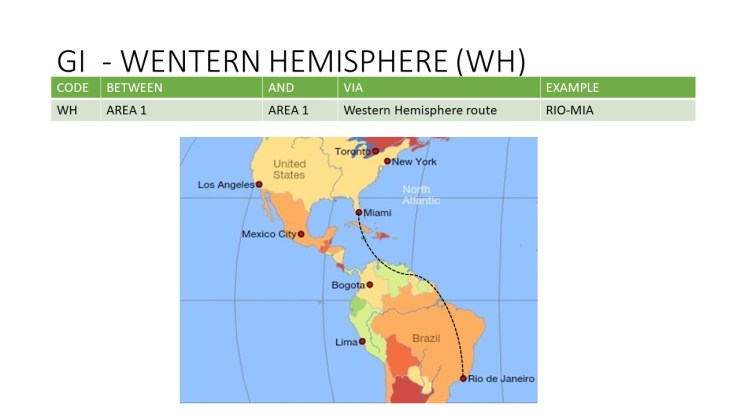 GI - WENTERN HEMISPHERE (WH)
CODE BETWEEN AND VIA EXAMPLE
WH AREA 1 AREA 1 Western Hemisphere route RIO-MIA
Toronto
New York
United
States
Los Angeles
North
Atlantic
Miami
Mexico City
Bogota
Lima
Brazil
Rio de Janeiro